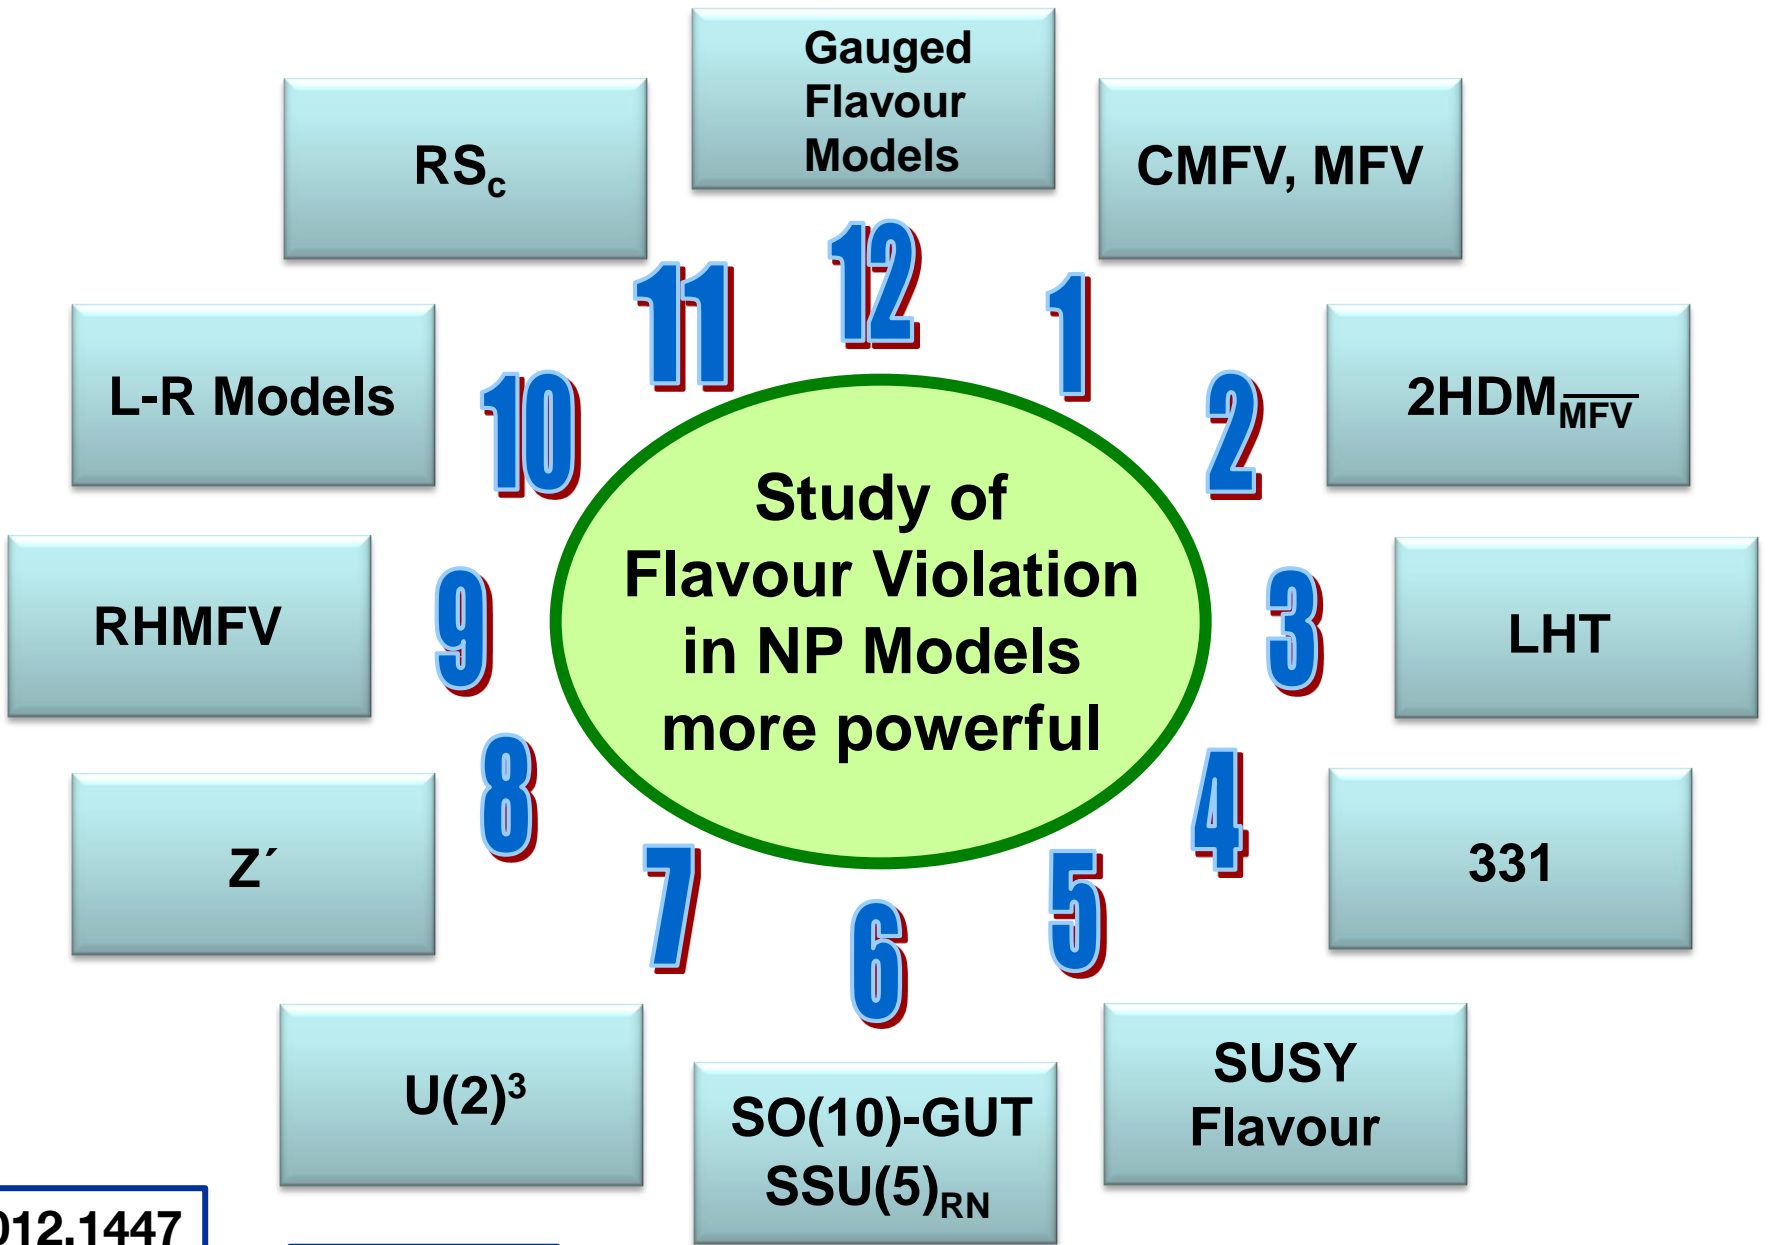 Gauged
Flavour
Models
RSc
CMFV, MFV
12
11
1
L-R Models
10
2
2HDM_MFV̅
Study of
Flavour Violation
in NP Models
more powerful
RHMFV
9
3
LHT
Z´
8
4
331
7
5
6
U(2)³
SO(10)-GUT
SSU(5)RN
SUSY
Flavour
012.1447